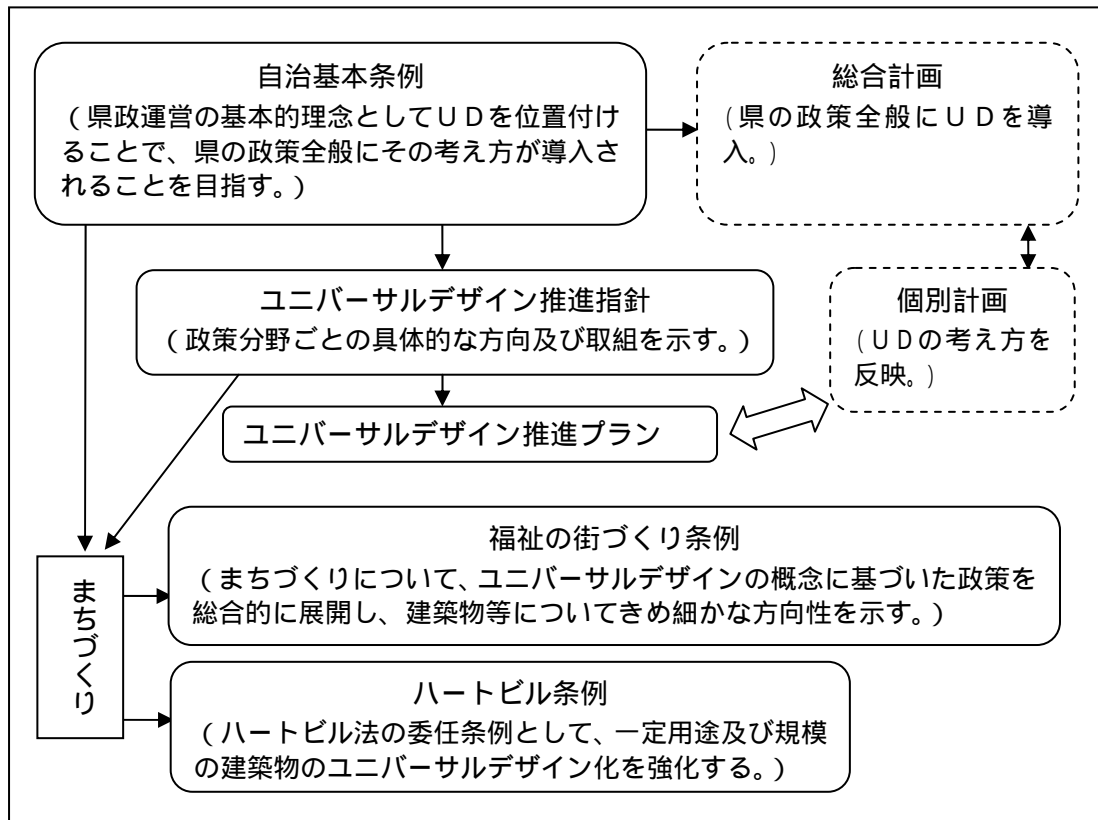 自治基本条例
(県政運営の基本的理念としてＵＤを位置付け
ることで、県の政策全般にその考え方が導入さ
れることを目指す。)
総合計画
(県の政策全般にＵＤを導
入。)
ユニバーサルデザイン推進指針
(政策分野ごとの具体的な方向及び取組を示す。)
個別計画
(ＵＤの考え方を
反映。)
ユニバーサルデザイン推進プラン
まちづくり
福祉の街づくり条例
(まちづくりについて、ユニバーサルデザインの概念に基づいた政策を
総合的に展開し、建築物等についてきめ細かな方向性を示す。)
ハートビル条例
(ハートビル法の委任条例として、一定用途及び規模
の建築物のユニバーサルデザイン化を強化する。)